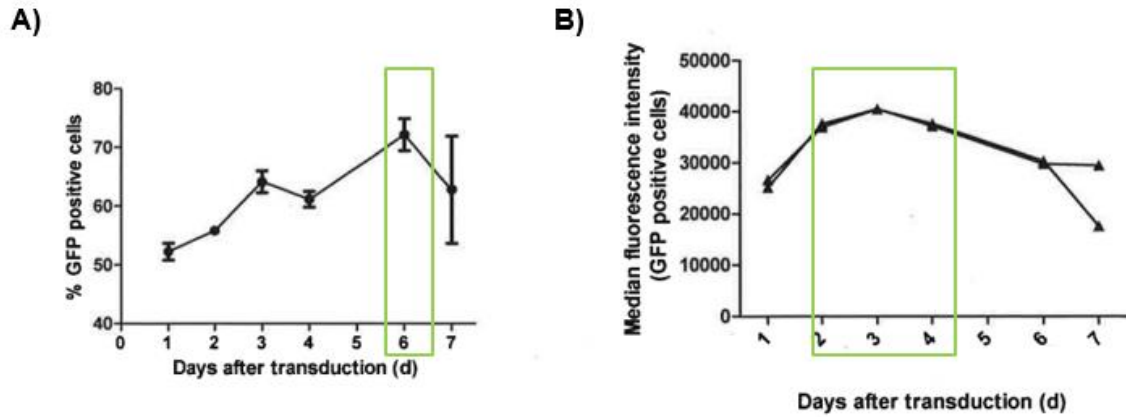 A)
% GFP positive cells
80
70
60
50
40
0 1 2 3 4 5 6 7
Days after transduction (d)
B)
Median fluorescence intensity
(GFP positive cells)
50000
40000
30000
20000
10000
0
1 2 3 4 5 6 7
Days after transduction (d)